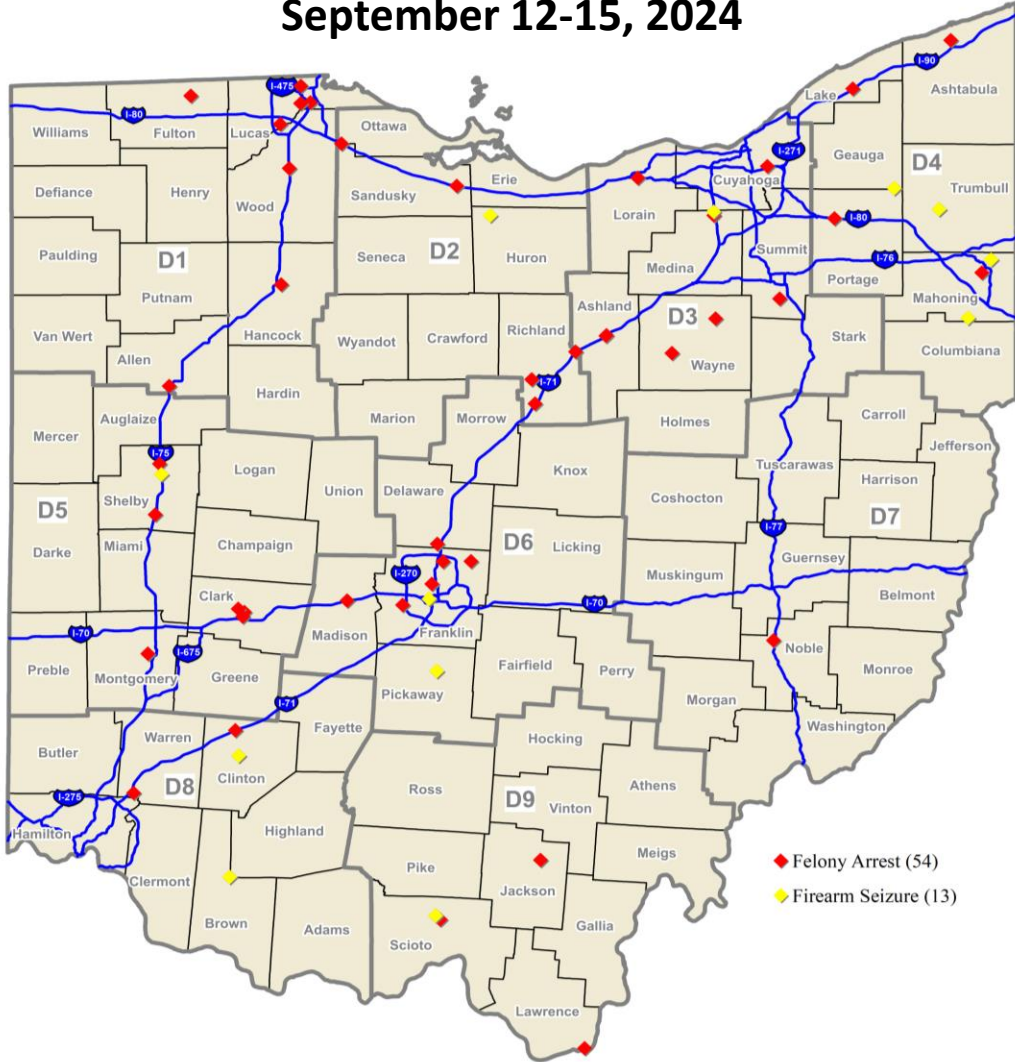 September 12-15, 2024
I-90
I-475
Lake
Ashtabula
I-80
Williams
Fulton
Lucas
Ottawa
I-271
Geauga
D4
Erie
Cuyahoga
Defiance
Henry
Wood
Sandusky
Trumbull
Lorain
I-80
Paulding
D1
Seneca
D2
Huron
Medina
Summit
I-76
Portage
Putnam
Mahoning
Ashland
D3
Van Wert
Hancock
Wyandot
Crawford
Richland
Stark
Columbiana
Allen
Wayne
I-71
Hardin
Auglaize
Marion
Morrow
Holmes
Carroll
Mercer
Jefferson
I-75
Logan
Knox
Tuscarawas
Harrison
Union
Delaware
Coshocton
Shelby
D5
D7
I-77
Darke
Miami
Champaign
D6
Licking
Guernsey
I-270
Muskingum
Clark
Belmont
I-70
I-70
Madison
Franklin
I-675
Noble
Preble
Montgomery
Greene
Fairfield
Perry
Monroe
Pickaway
Morgan
I-71
Fayette
Washington
Butler
Warren
Hocking
Clinton
D8
Ross
D9
Athens
I-275
Vinton
Hamilton
Highland
Meigs
Felony Arrest (54)
Pike
Clermont
Jackson
Firearm Seizure (13)
Brown
Adams
Gallia
Scioto
Lawrence